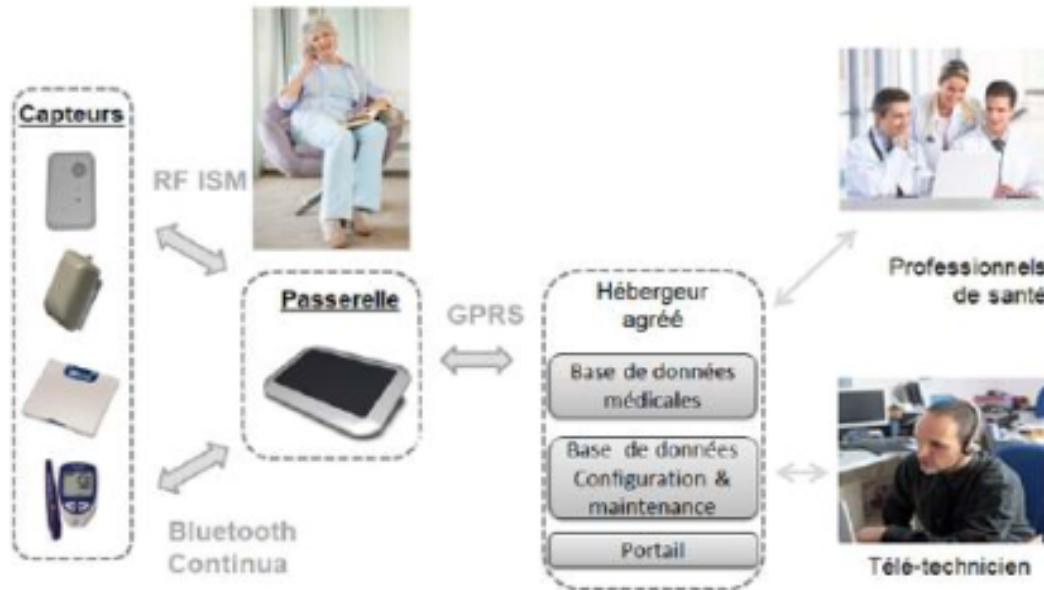 Capteurs
RF ISM
Passerelle
GPRS
Bluetooth
Continua
Hébergeur
agréé
Base de données
médicales
Base de données
Configuration &
maintenance
Portail
Professionnels
de santé
Télé-technicien